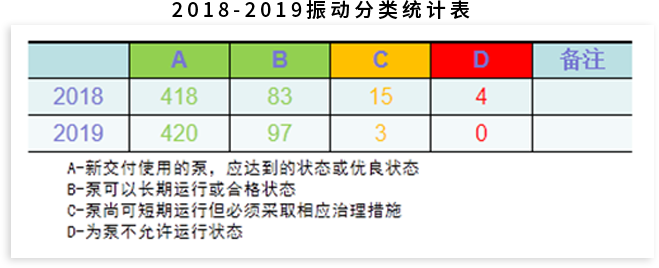 2018-2019振动分类统计表
A B C D 备注
2018 418 83 15 4
2019 420 97 3 0
A-新交付使用的泵，应达到的状态或优良状态
B-泵可以长期运行或合格状态
C-泵尚可短期运行但必须采取相应治理措施
D-为泵不允许运行状态